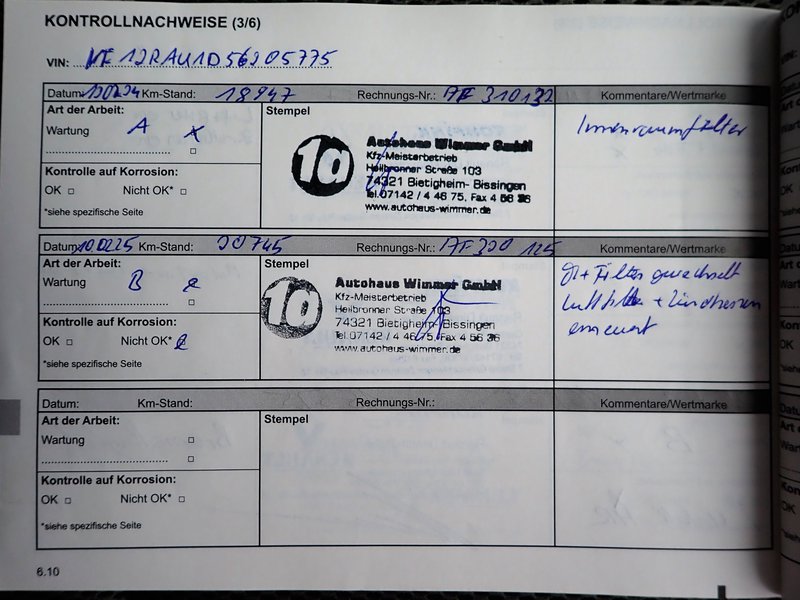 KONTROLLNACHWEISE (3/6)
VIN: VF12RAU1D56205775
Datum: Km-Stand: 18947 Rechnungs-Nr.: AF 310132 Kommentare/Wertmarke
Art der Arbeit: Stempel
Wartung A x Innenraumfilter
10 Autohaus Wimmer GmbH
Kfz-Meisterbetrieb
Heilbronner Straße 103
74321 Bietigheim-Bissingen
Tel.07142 / 4 46 75, Fax 4 56 36
www.autohaus-wimmer.de
Kontrolle auf Korrosion:
OK Nicht OK*
*siehe spezifische Seite
Datum: 10.02.25 Km-Stand: 20745 Rechnungs-Nr.: AF 320 125 Kommentare/Wertmarke
Art der Arbeit: Stempel
Wartung B
Öl + Filter gewechselt
Luftfilter + Zündkerzen
erneuert
10 Autohaus Wimmer GmbH
Kfz-Meisterbetrieb
Heilbronner Straße 103
74321 Bietigheim-Bissingen
Tel.07142 / 4 46 75, Fax 4 56 36
www.autohaus-wimmer.de
Kontrolle auf Korrosion:
OK Nicht OK*
*siehe spezifische Seite
Datum: Km-Stand: Rechnungs-Nr.: Kommentare/Wertmarke
Art der Arbeit: Stempel
Wartung
Kontrolle auf Korrosion:
OK Nicht OK*
*siehe spezifische Seite
6.10